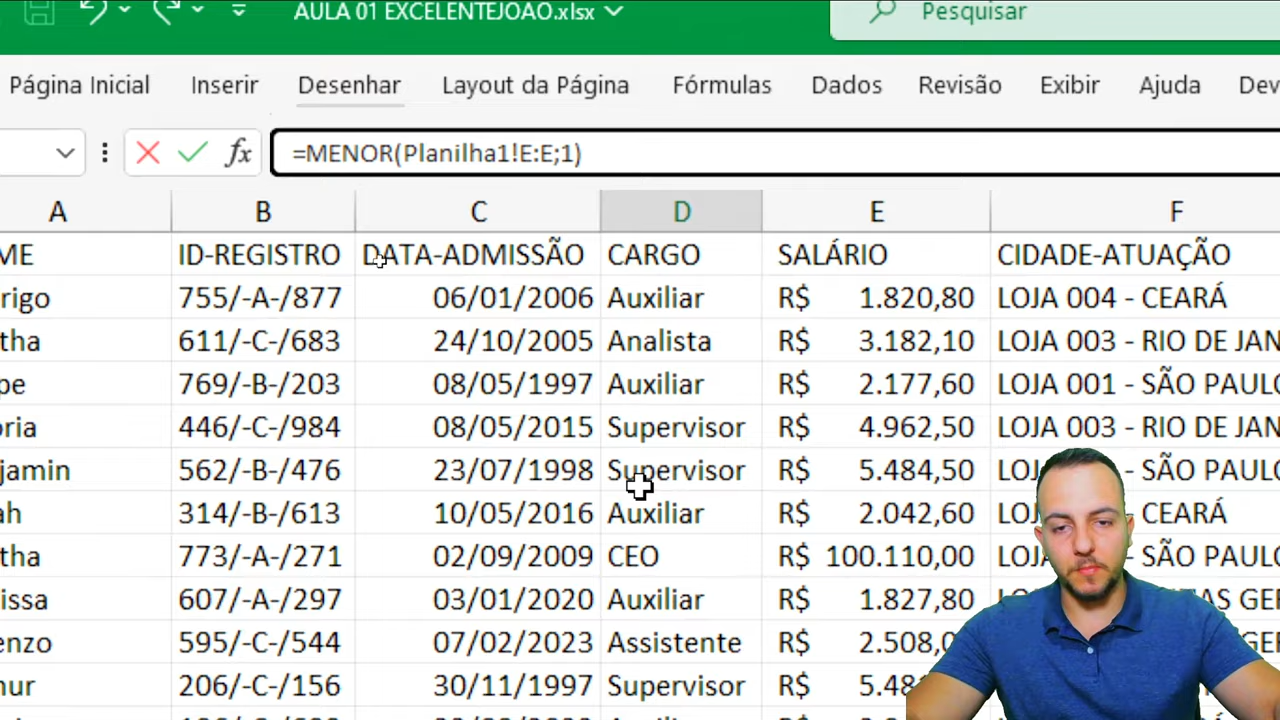 AULA 01 EXCELENTEJOAO.xlsx Pesquisar
Página Inicial Inserir Desenhar Layout da Página Fórmulas Dados Revisão Exibir Ajuda Dev
fx =MENOR(Planilha1!E:E;1)
A B C D E F
ME ID-REGISTRO DATA-ADMISSÃO CARGO SALÁRIO CIDADE-ATUAÇÃO
rigo 755/-A-/877 06/01/2006 Auxiliar R$ 1.820,80 LOJA 004 - CEARÁ
tha 611/-C-/683 24/10/2005 Analista R$ 3.182,10 LOJA 003 - RIO DE JAN
pe 769/-B-/203 08/05/1997 Auxiliar R$ 2.177,60 LOJA 001 - SÃO PAULO
ria 446/-C-/984 08/05/2015 Supervisor R$ 4.962,50 LOJA 003 - RIO DE JAN
jamin 562/-B-/476 23/07/1998 Supervisor R$ 5.484,50 LOJ - SÃO PAULO
ah 314/-B-/613 10/05/2016 Auxiliar R$ 2.042,60 LOJ CEARÁ
tha 773/-A-/271 02/09/2009 CEO R$ 100.110,00 LOJ SÃO PAULO
issa 607/-A-/297 03/01/2020 Auxiliar R$ 1.827,80 AS GER
enzo 595/-C-/544 07/02/2023 Assistente R$ 2.508,0 GER
ur 206/-C-/156 30/11/1997 Supervisor R$ 5.48 PAULO